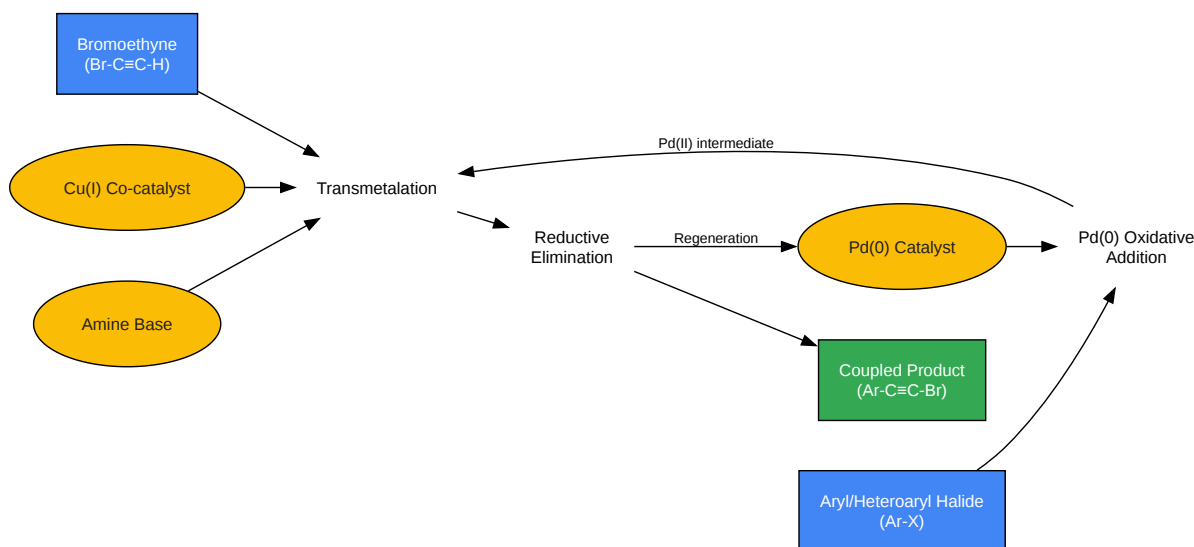 Bromoethyne
(Br-C≡C-H)
Cu(I) Co-catalyst
Amine Base
Transmetalation
Pd(II) intermediate
Reductive
Elimination
Regeneration
Pd(0) Catalyst
Pd(0) Oxidative
Addition
Coupled Product
(Ar-C≡C-Br)
Aryl/Heteroaryl Halide
(Ar-X)